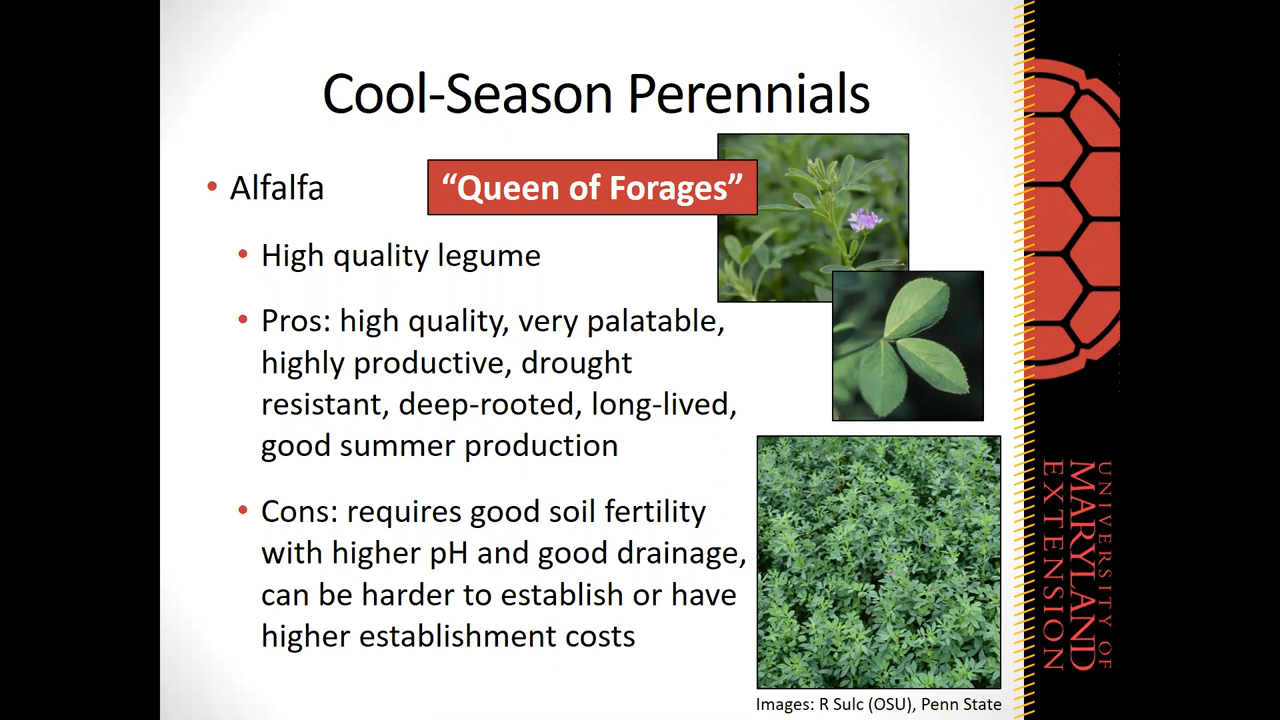 Cool-Season Perennials
• Alfalfa
“Queen of Forages”
• High quality legume
• Pros: high quality, very palatable,
highly productive, drought
resistant, deep-rooted, long-lived,
good summer production
• Cons: requires good soil fertility
with higher pH and good drainage,
can be harder to establish or have
higher establishment costs
Images: R Sulc (OSU), Penn State
UNIVERSITY OF
MARYLAND
EXTENSION